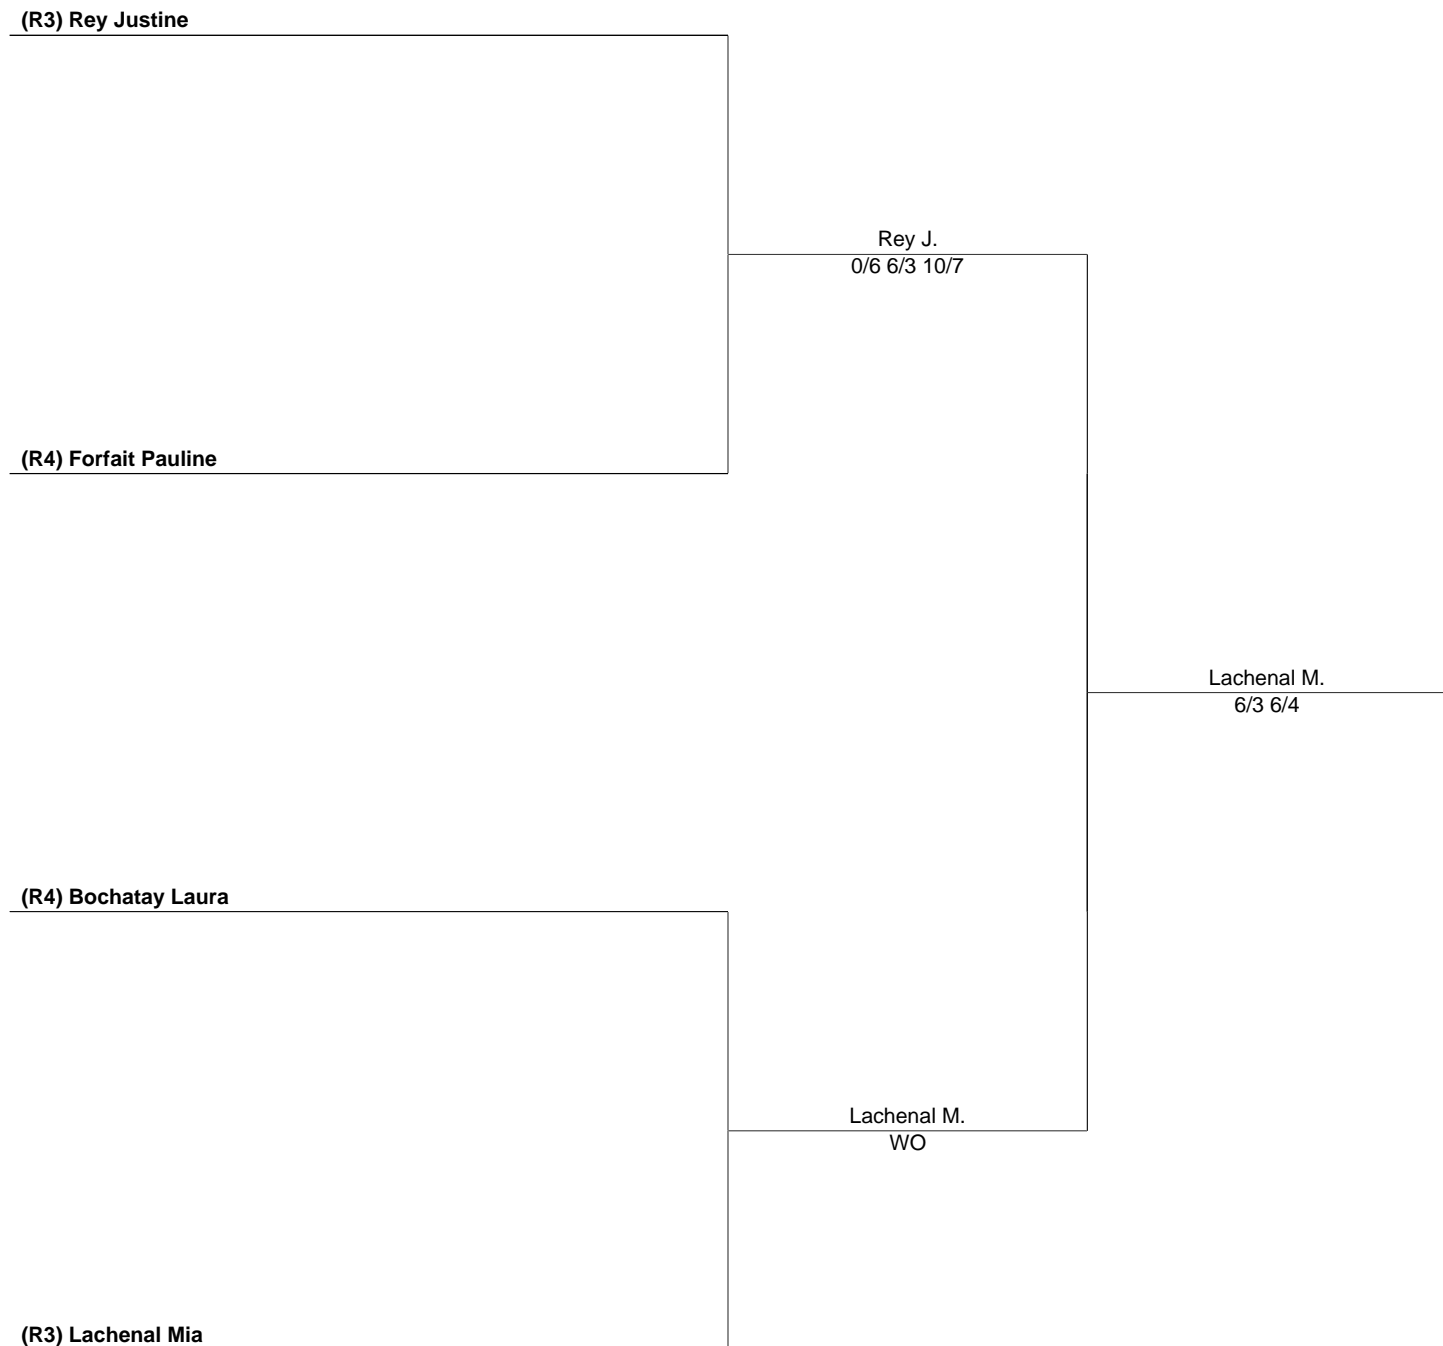 (R3) Rey Justine
Rey J.
0/6 6/3 10/7
(R4) Forfait Pauline
Lachenal M.
6/3 6/4
(R4) Bochatay Laura
Lachenal M.
WO
(R3) Lachenal Mia